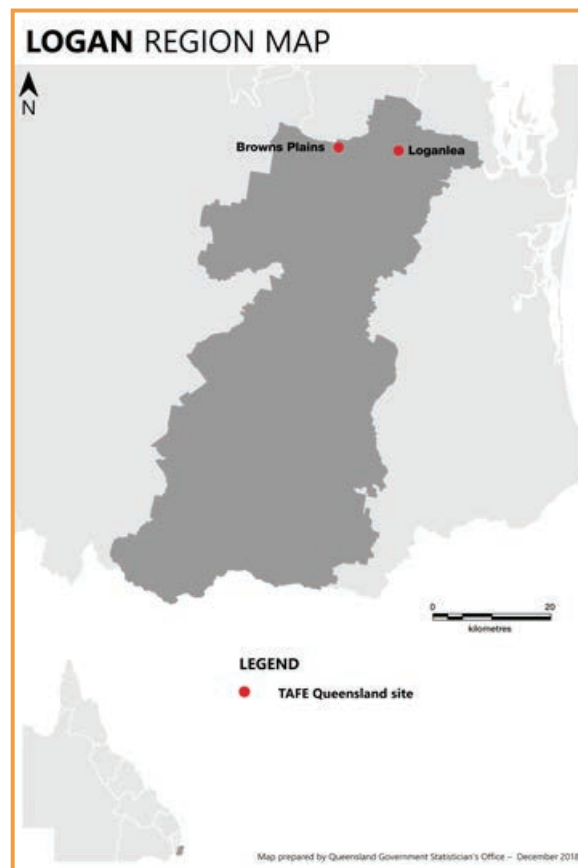 LOGAN REGION MAP
N
Browns Plains
Loganlea
0 20
kilometres
LEGEND
TAFE Queensland site
Map prepared by Queensland Government Statistician's Office – December 2018